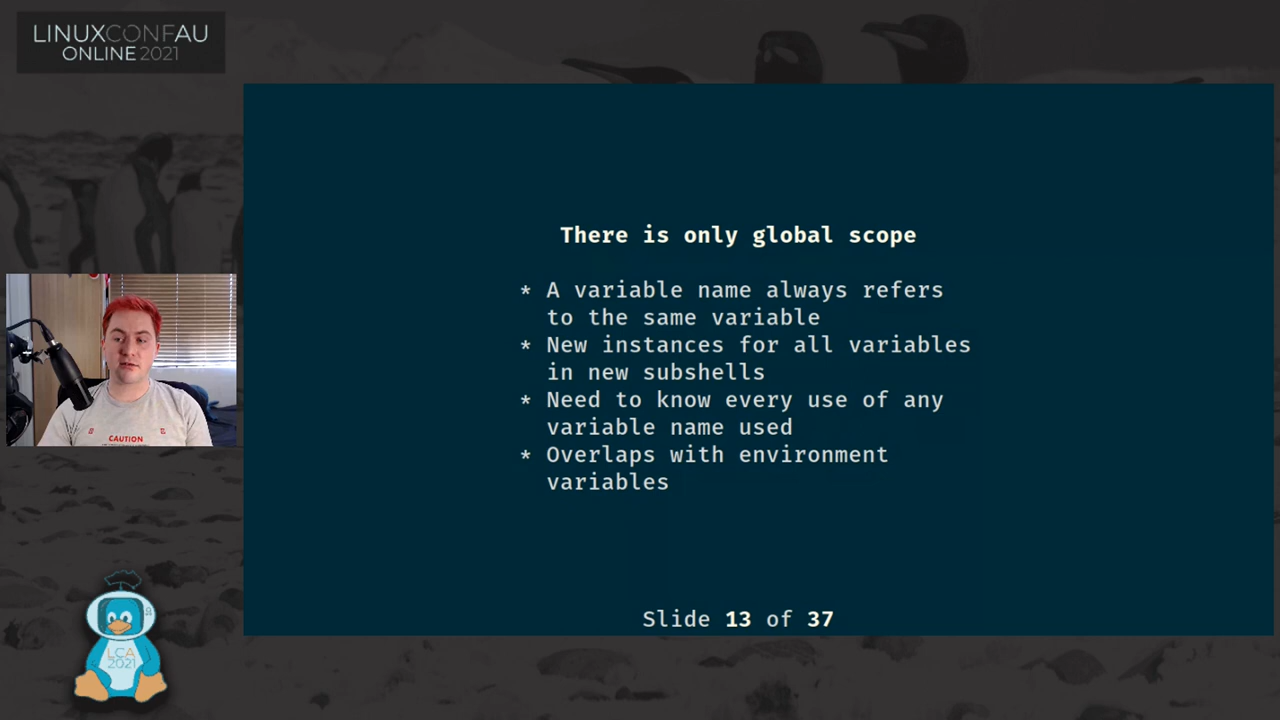 LINUXCONFAU
ONLINE 2021
There is only global scope
* A variable name always refers
to the same variable
* New instances for all variables
in new subshells
* Need to know every use of any
variable name used
* Overlaps with environment
variables
CAUTION
LCA
2021
Slide 13 of 37